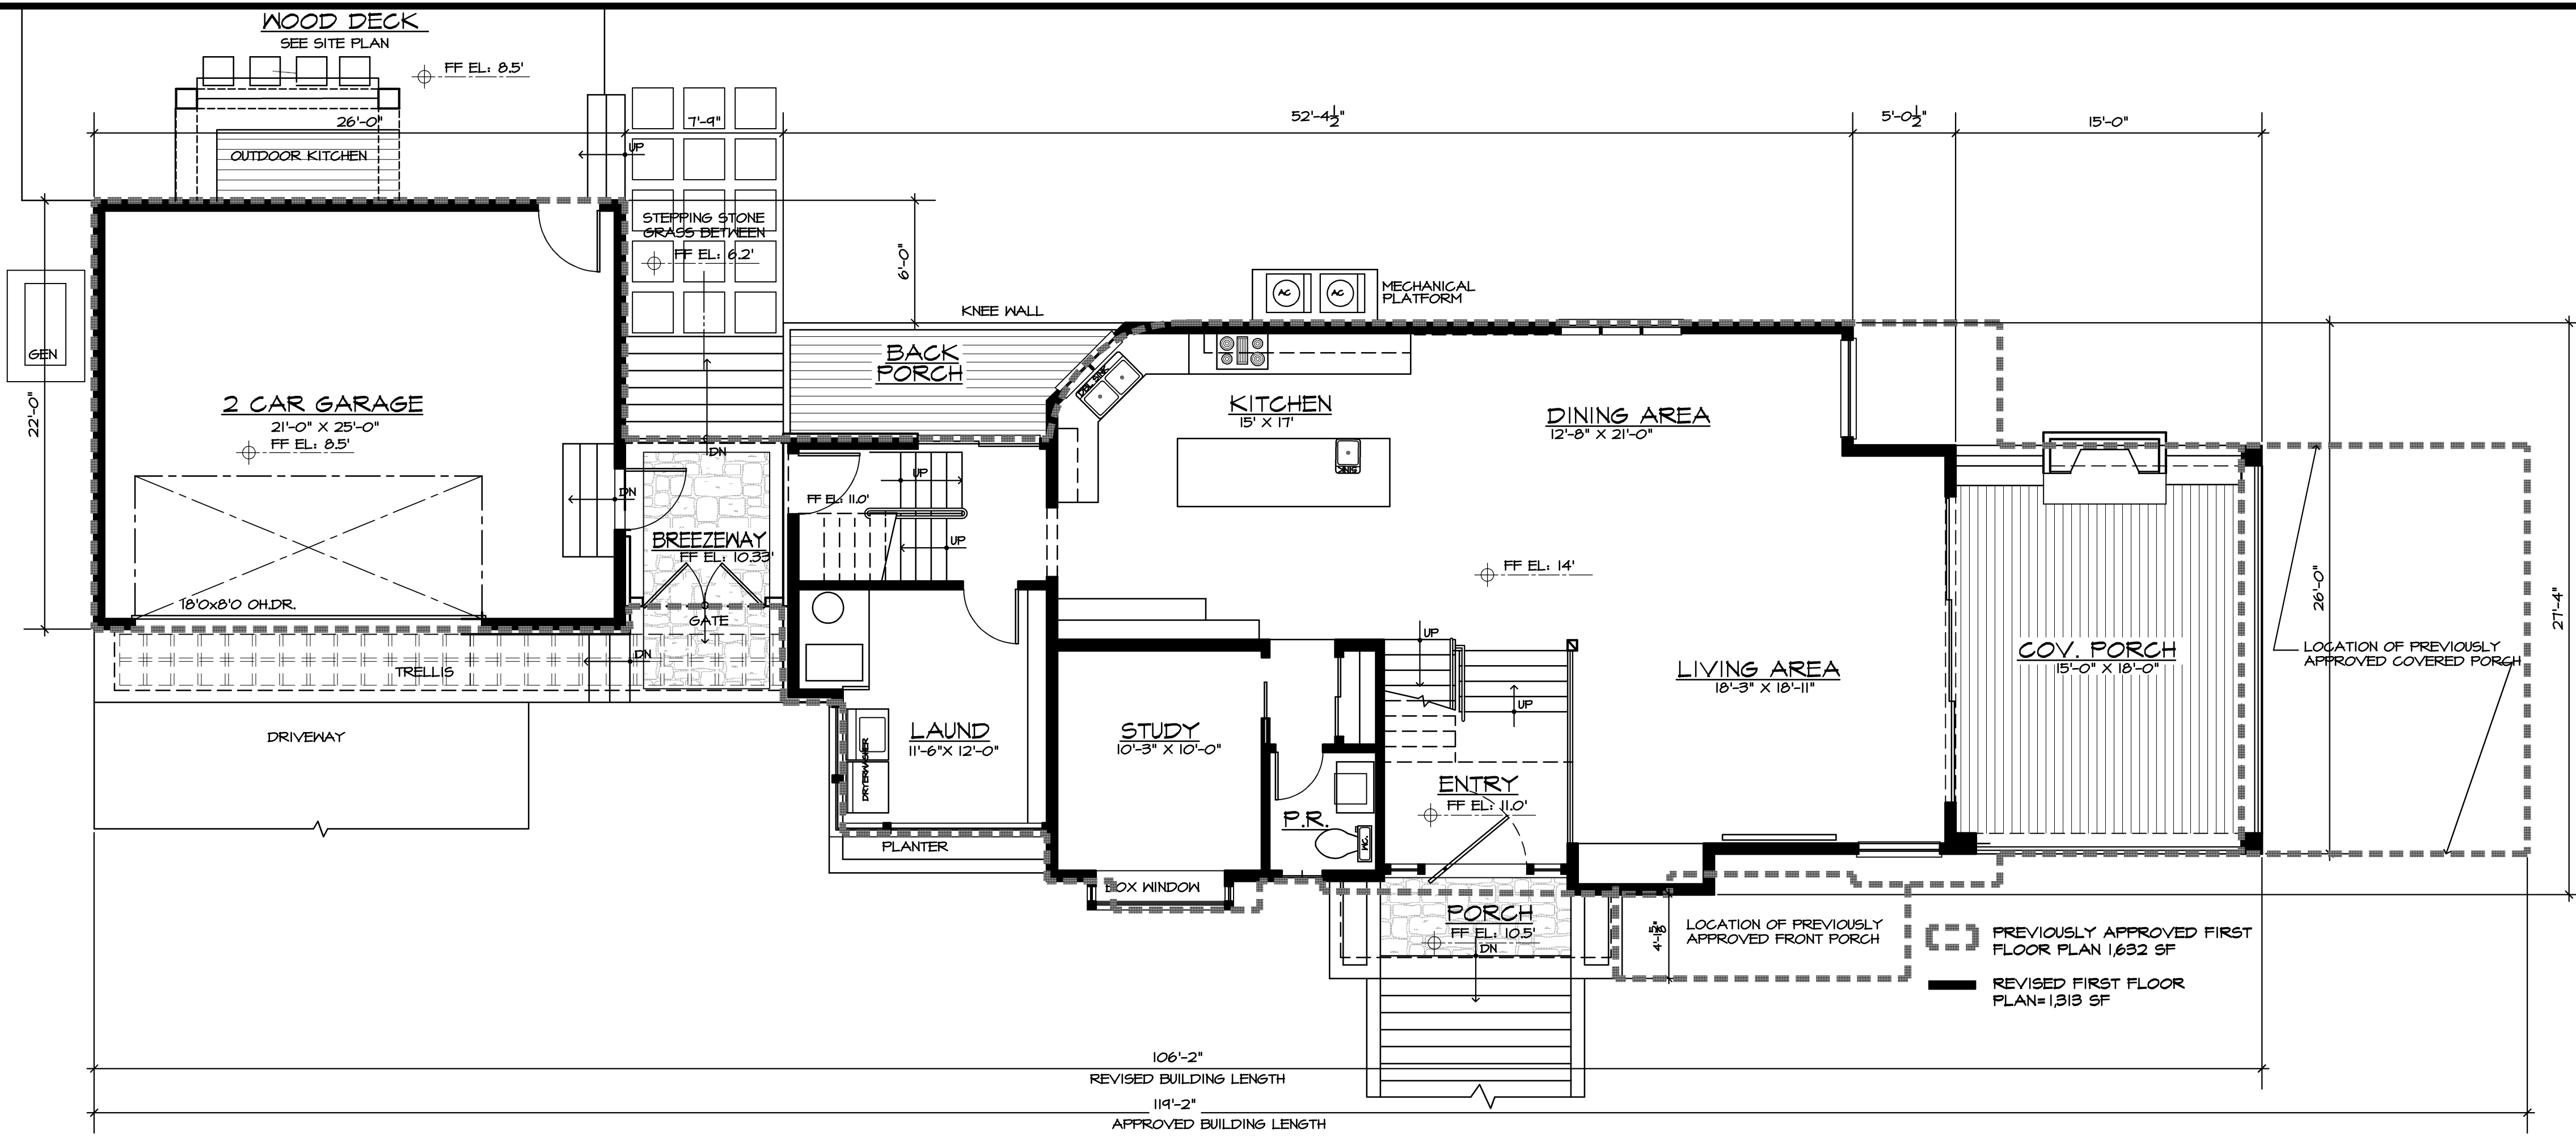 WOOD DECK
SEE SITE PLAN
FF EL: 8.5'
26'-0"
7'-9"
52'-4½"
5'-0½"
15'-0"
OUTDOOR KITCHEN
UP
STEPPING STONE
GRASS BETWEEN
FF EL: 6.2'
6'-0"
KNEE WALL
AC
AC
MECHANICAL
PLATFORM
GEN
22'-0"
2 CAR GARAGE
21'-0" X 25'-0"
FF EL: 8.5'
18'0x8'0 OH.DR.
BACK
PORCH
DBL SINK
KITCHEN
15' X 17'
SINK
DINING AREA
12'-8" X 21'-0"
DN
DN
FF EL: 11.0'
UP
UP
BREEZEWAY
FF EL: 10.33'
GATE
DN
TRELLIS
DRIVEWAY
FF EL: 14'
26'-0"
27'-4"
COV. PORCH
15'-0" X 18'-0"
LOCATION OF PREVIOUSLY
APPROVED COVERED PORCH
LIVING AREA
18'-3" X 18'-11"
UP
UP
LAUND
11'-6"X 12'-0"
DRYERWASHER
PLANTER
STUDY
10'-3" X 10'-0"
BOX WINDOW
P.R.
W.C.
ENTRY
FF EL: 11.0'
PORCH
FF EL: 10.5'
DN
LOCATION OF PREVIOUSLY
APPROVED FRONT PORCH
PREVIOUSLY APPROVED FIRST
FLOOR PLAN 1,632 SF
REVISED FIRST FLOOR
PLAN=1,313 SF
106'-2"
REVISED BUILDING LENGTH
119'-2"
APPROVED BUILDING LENGTH